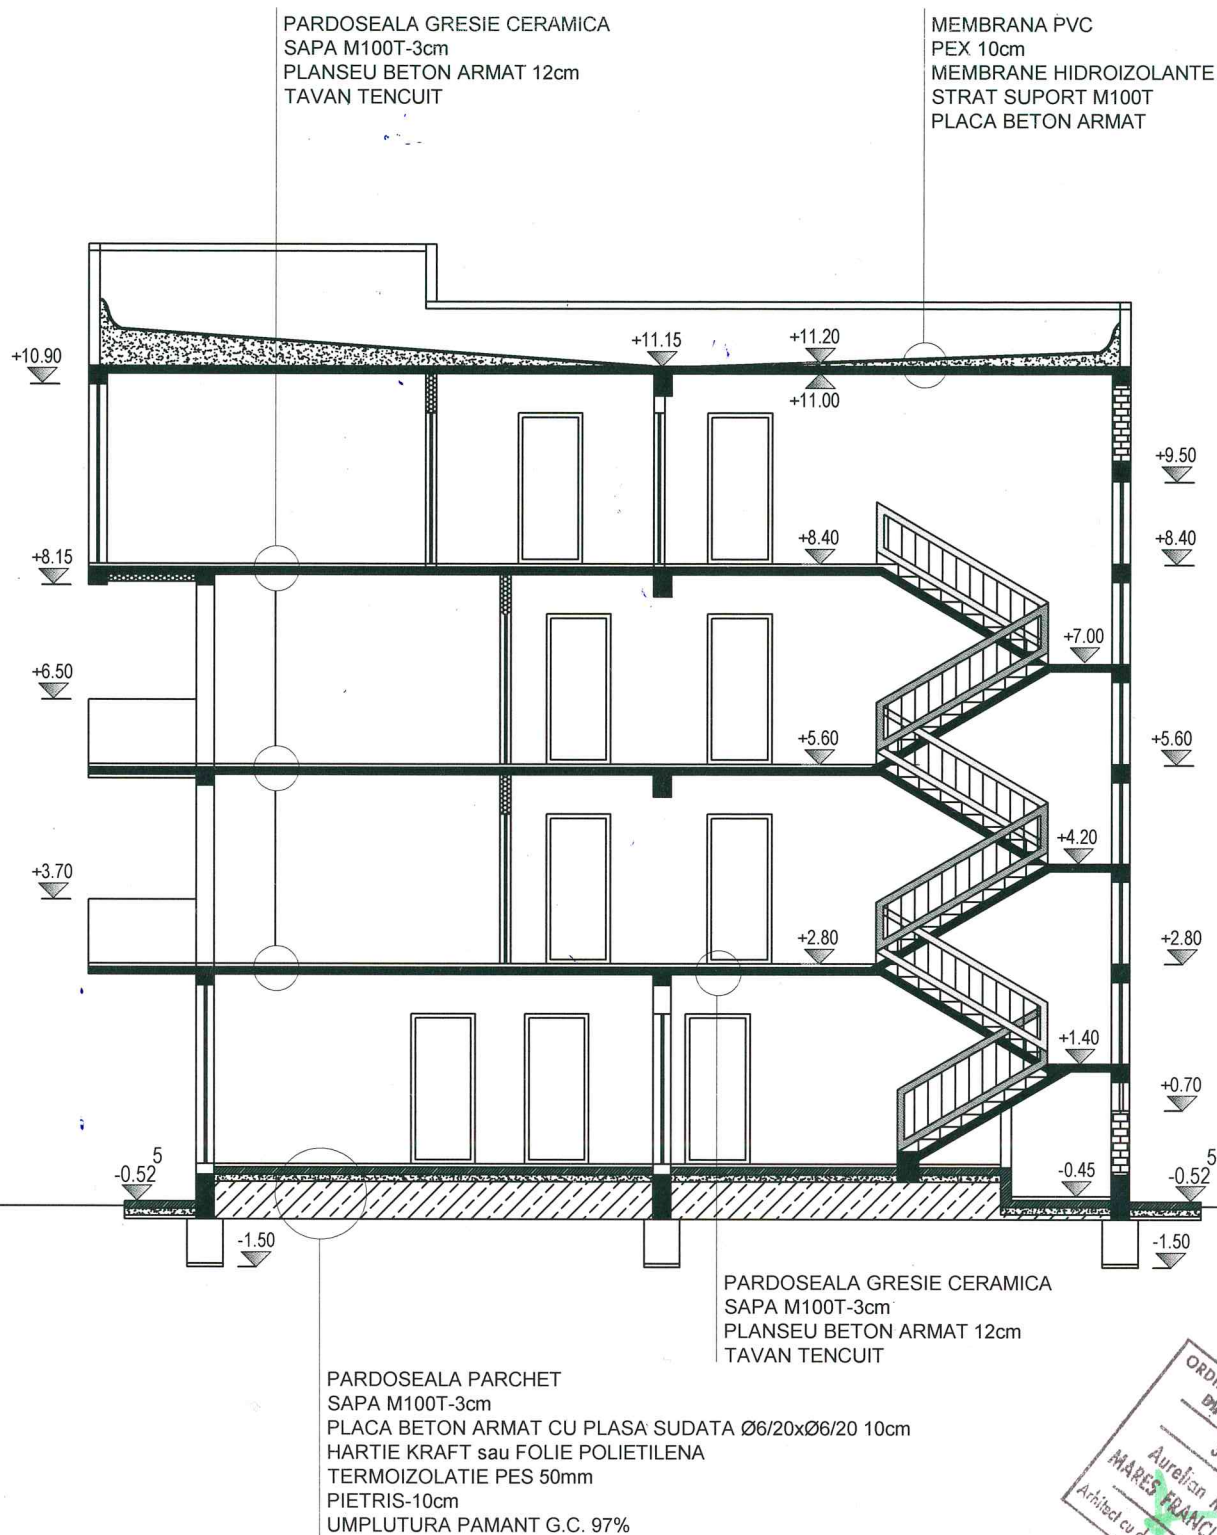 PARDOSEALA GRESIE CERAMICA
SAPA M100T-3cm
PLANSEU BETON ARMAT 12cm
TAVAN TENCUIT
MEMBRANA PVC
PEX 10cm
MEMBRANE HIDROIZOLANTE
STRAT SUPORT M100T
PLACA BETON ARMAT
+10.90
+11.15
+11.20
+11.00
+9.50
+8.15
+8.40
+8.40
+7.00
+6.50
+5.60
+5.60
+4.20
+3.70
+2.80
+2.80
+1.40
+0.70
5
-0.52
-0.45
5
-0.52
-1.50
-1.50
PARDOSEALA GRESIE CERAMICA
SAPA M100T-3cm
PLANSEU BETON ARMAT 12cm
TAVAN TENCUIT
PARDOSEALA PARCHET
SAPA M100T-3cm
PLACA BETON ARMAT CU PLASA SUDATA Ø6/20xØ6/20 10cm
HARTIE KRAFT sau FOLIE POLIETILENA
TERMOIZOLATIE PES 50mm
PIETRIS-10cm
UMPLUTURA PAMANT G.C. 97%
Aurelian
MARES
Arhitect cu